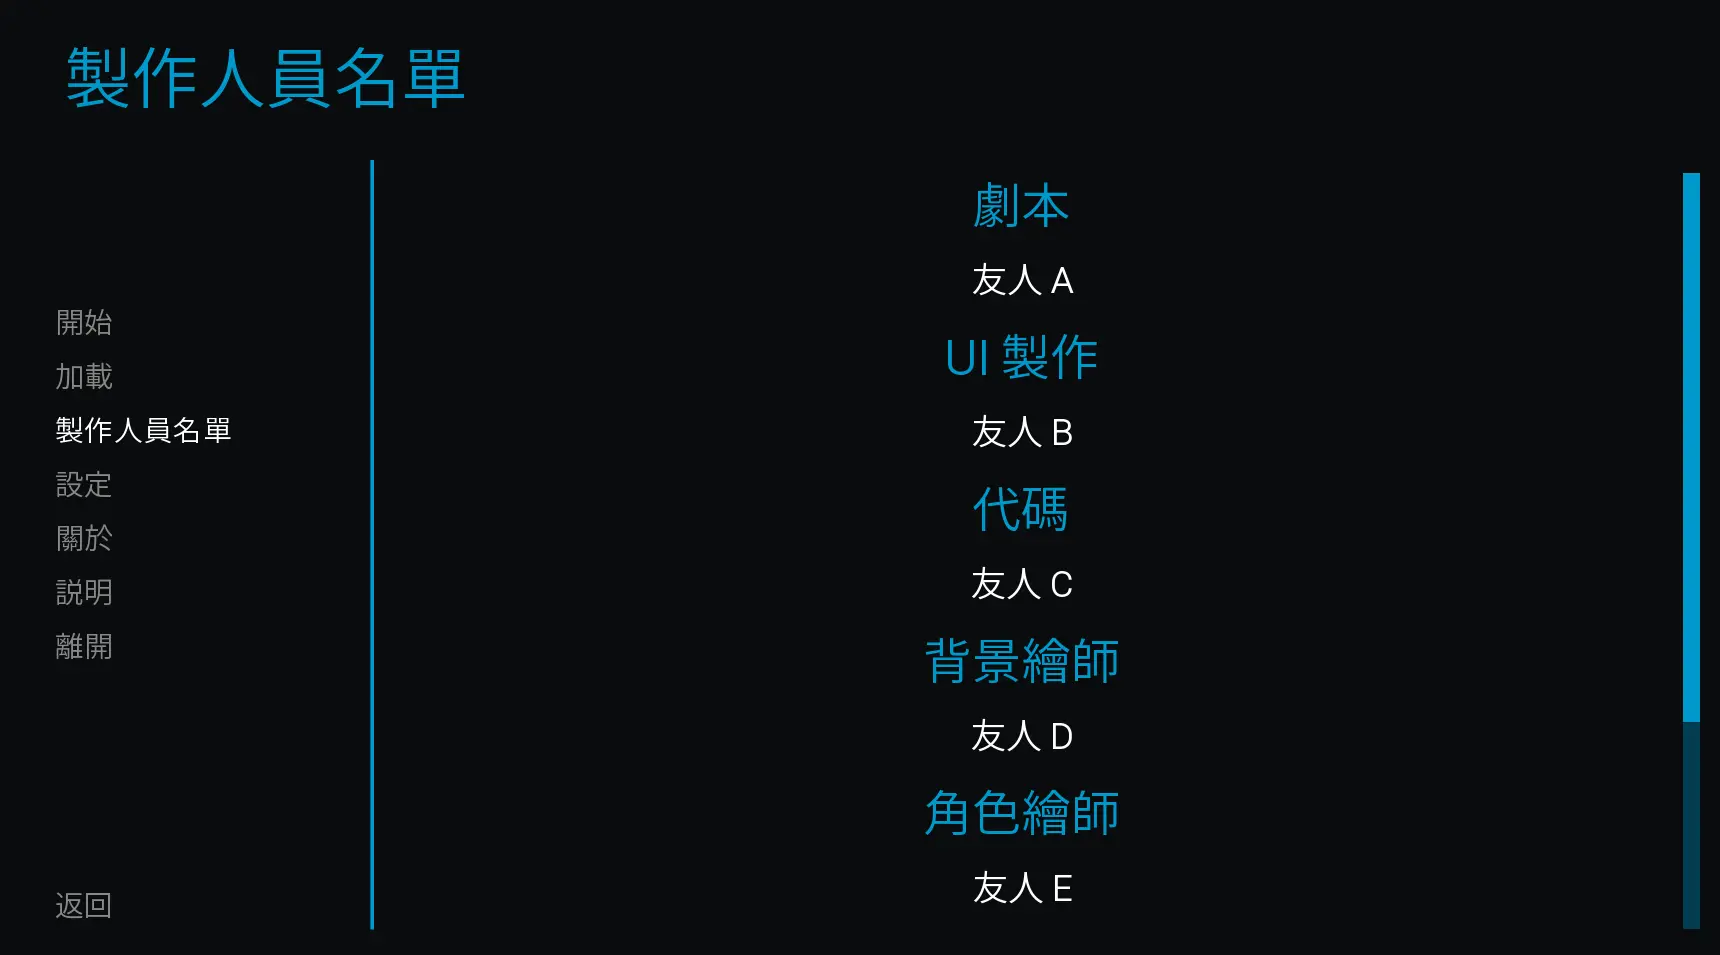 製作人員名單
開始
加載
製作人員名單
設定
關於
説明
離開
返回
劇本
友人 A
UI 製作
友人 B
代碼
友人 C
背景繪師
友人 D
角色繪師
友人 E